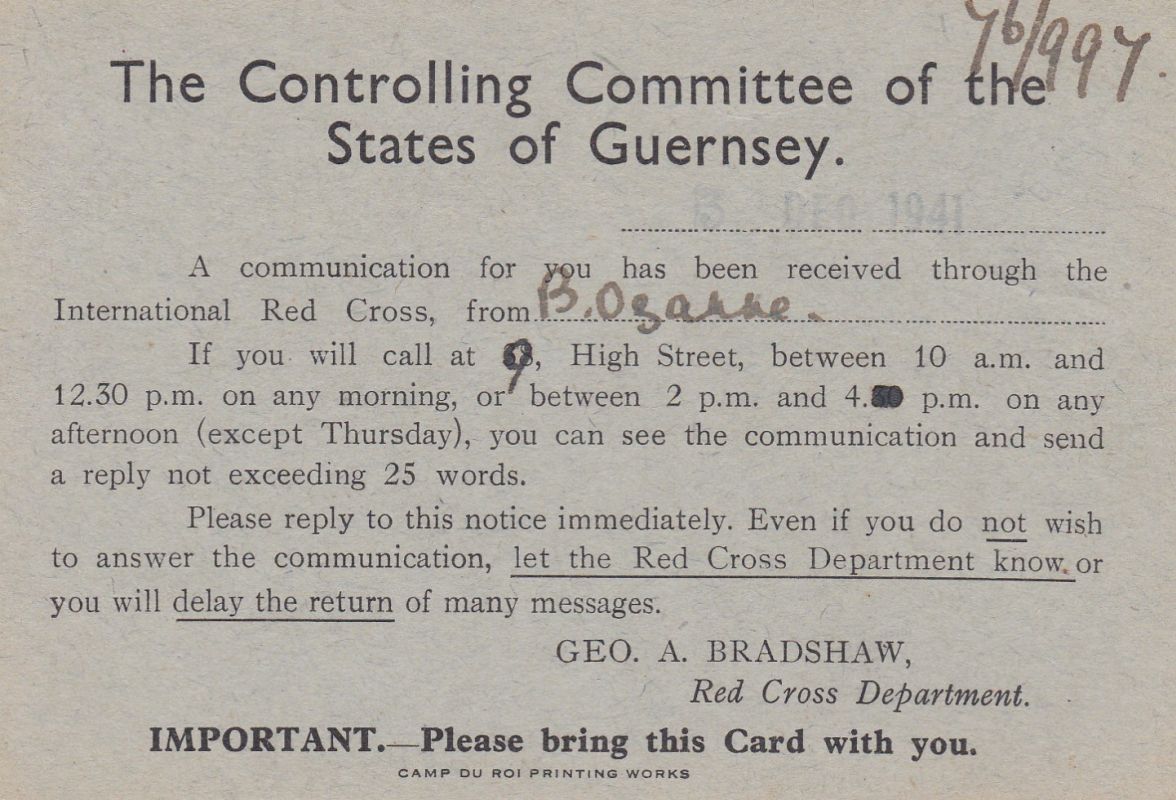 76/997.
The Controlling Committee of the
States of Guernsey.
DEC 1941
A communication for you has been received through the
International Red Cross, from B. Ozanne.
If you will call at 9, High Street, between 10 a.m. and
12.30 p.m. on any morning, or between 2 p.m. and 4. p.m. on any
afternoon (except Thursday), you can see the communication and send
a reply not exceeding 25 words.
Please reply to this notice immediately. Even if you do not wish
to answer the communication, let the Red Cross Department know. or
you will delay the return of many messages.
GEO. A. BRADSHAW,
Red Cross Department.
IMPORTANT.—Please bring this Card with you.
CAMP DU ROI PRINTING WORKS